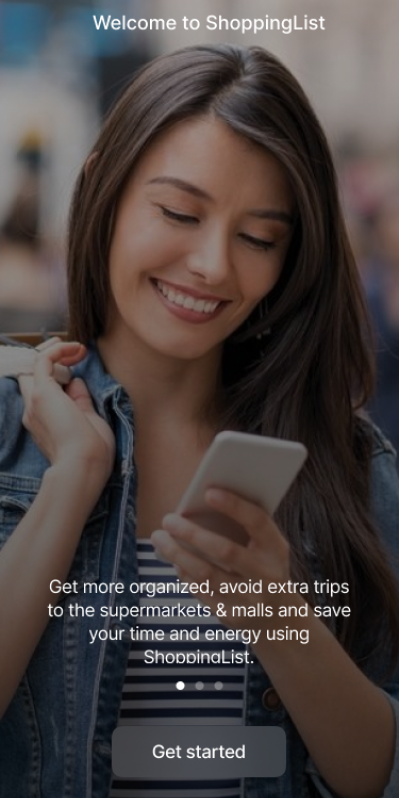 Welcome to ShoppingList
Get more organized, avoid extra trips
to the supermarkets & malls and save
your time and energy using
ShoppingList.
Get started